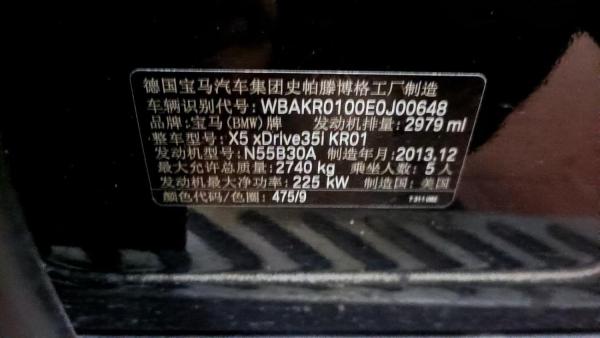 德国宝马汽车集团史帕滕博格工厂制造
车辆识别代号: WBAKR0100E0J00648
品牌: 宝马(BMW)牌 发动机排量: 2979 ml
整车型号: X5 xDrive35i KR01
发动机型号: N55B30A 制造年月: 2013.12
最大允许总质量: 2740 kg 乘坐人数: 5 人
发动机最大净功率: 225 kW 制造国: 美国
颜色代码/色圈: 475/9